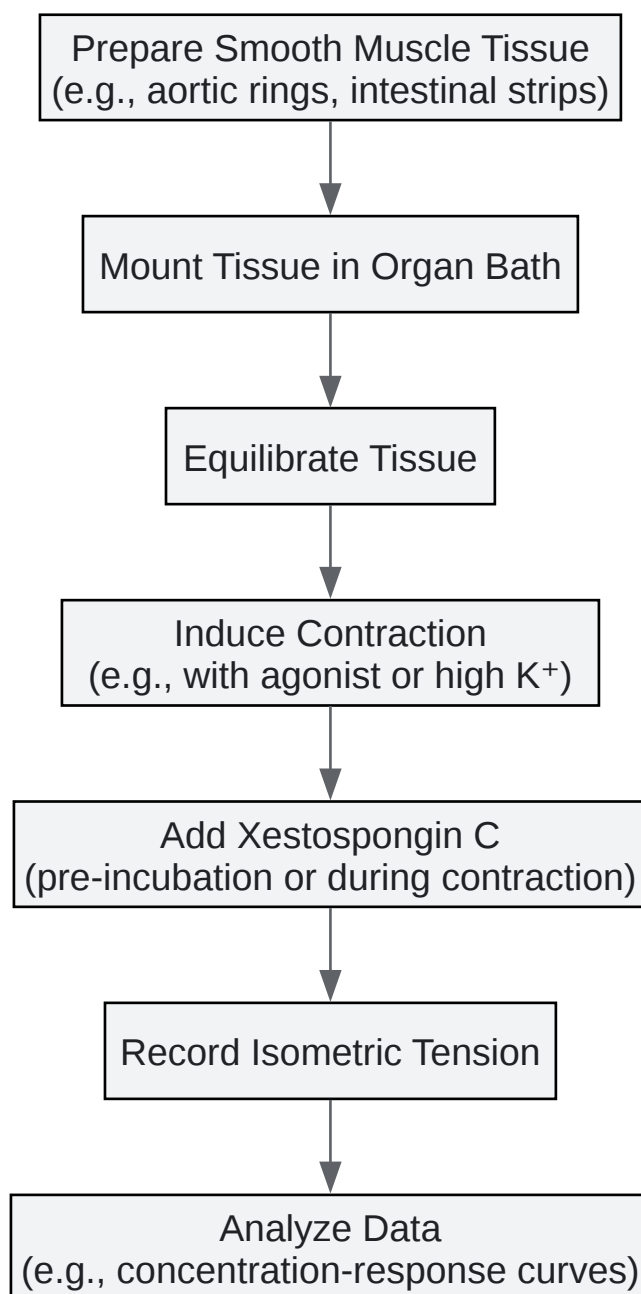 Prepare Smooth Muscle Tissue
(e.g., aortic rings, intestinal strips)
Mount Tissue in Organ Bath
Equilibrate Tissue
Induce Contraction
(e.g., with agonist or high K⁺)
Add Xestospongin C
(pre-incubation or during contraction)
Record Isometric Tension
Analyze Data
(e.g., concentration-response curves)